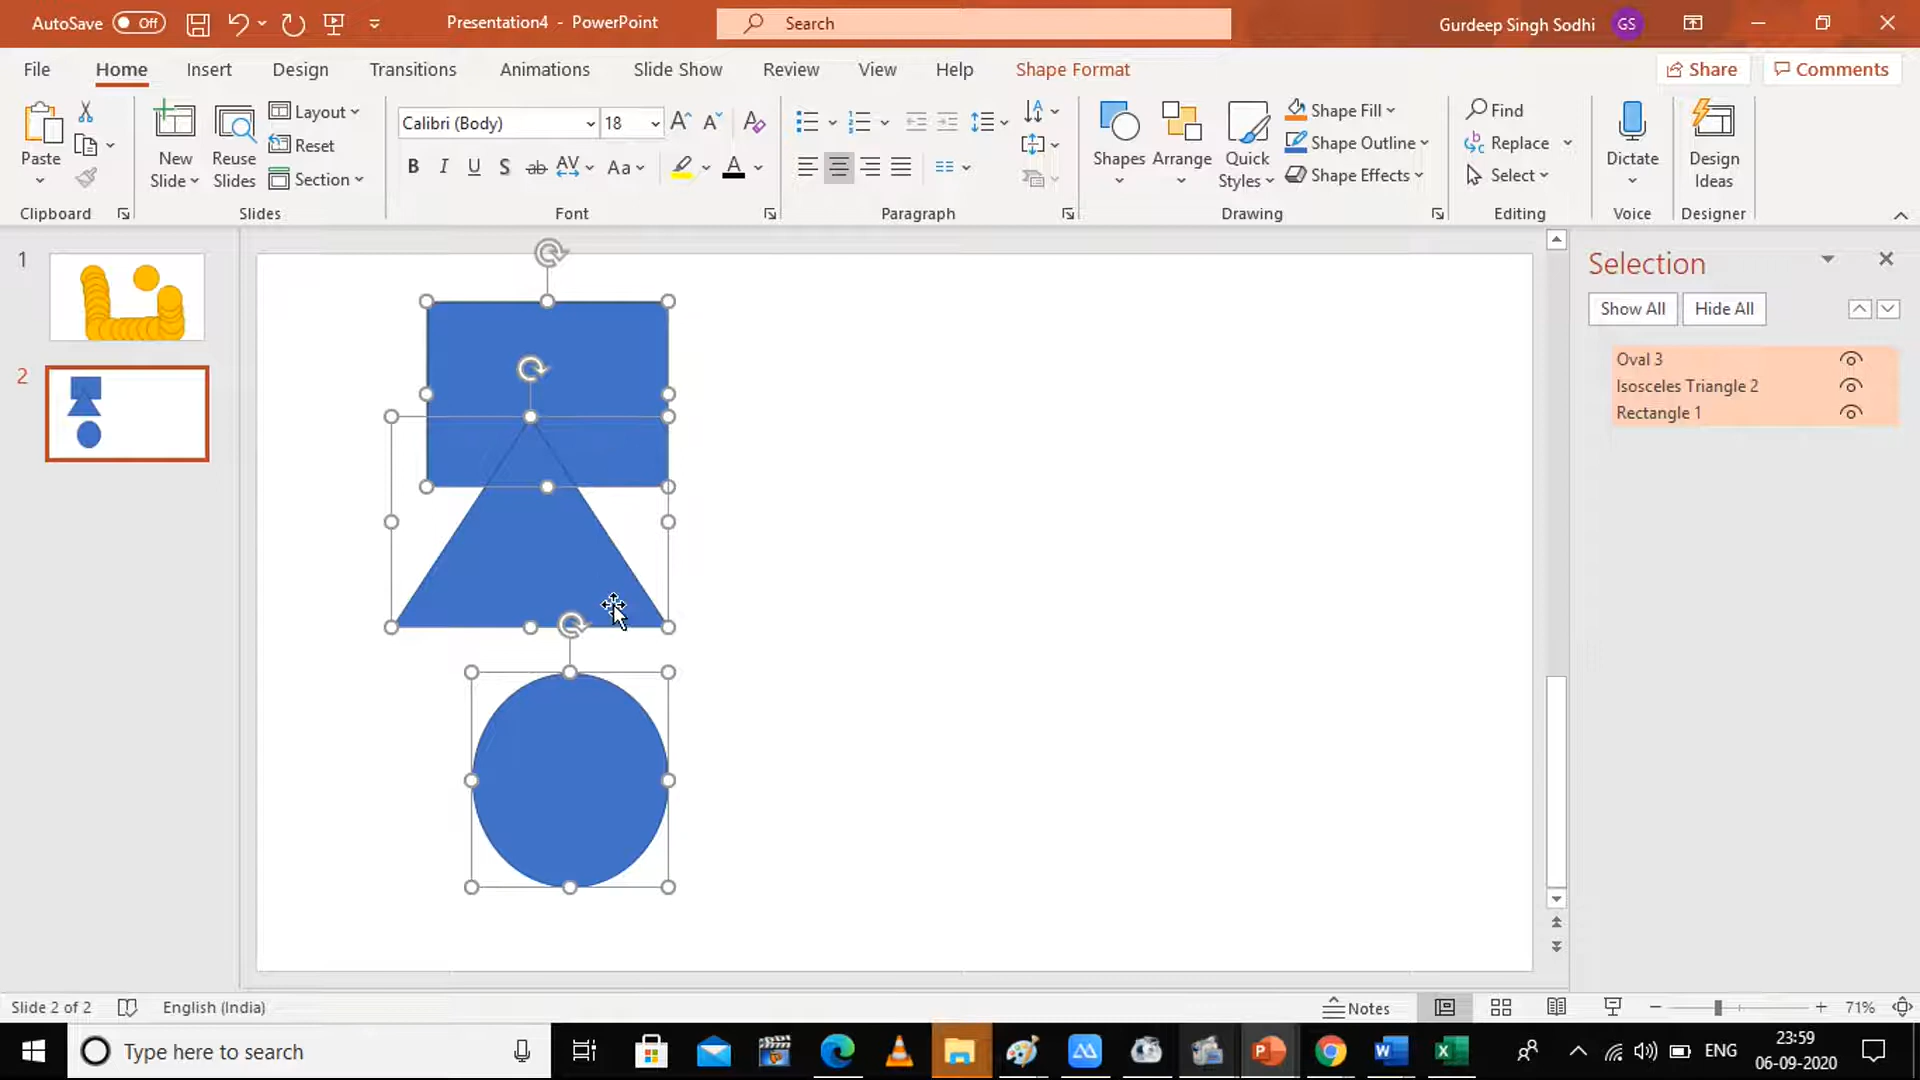 AutoSave Off Presentation4 - PowerPoint Search Gurdeep Singh Sodhi GS
File Home Insert Design Transitions Animations Slide Show Review View Help Shape Format Share Comments
Paste
Clipboard
New Slide
Reuse Slides
Layout
Reset
Section
Slides
Calibri (Body) 18
B I U S ab AV Aa A
Font
Paragraph
Shapes
Arrange
Quick Styles
Shape Fill
Shape Outline
Shape Effects
Drawing
Find
Replace
Select
Editing
Dictate
Voice
Design Ideas
Designer
1
2
Selection
Show All Hide All
Oval 3
Isosceles Triangle 2
Rectangle 1
Slide 2 of 2 English (India) Notes 71%
Type here to search
ENG
23:59
06-09-2020